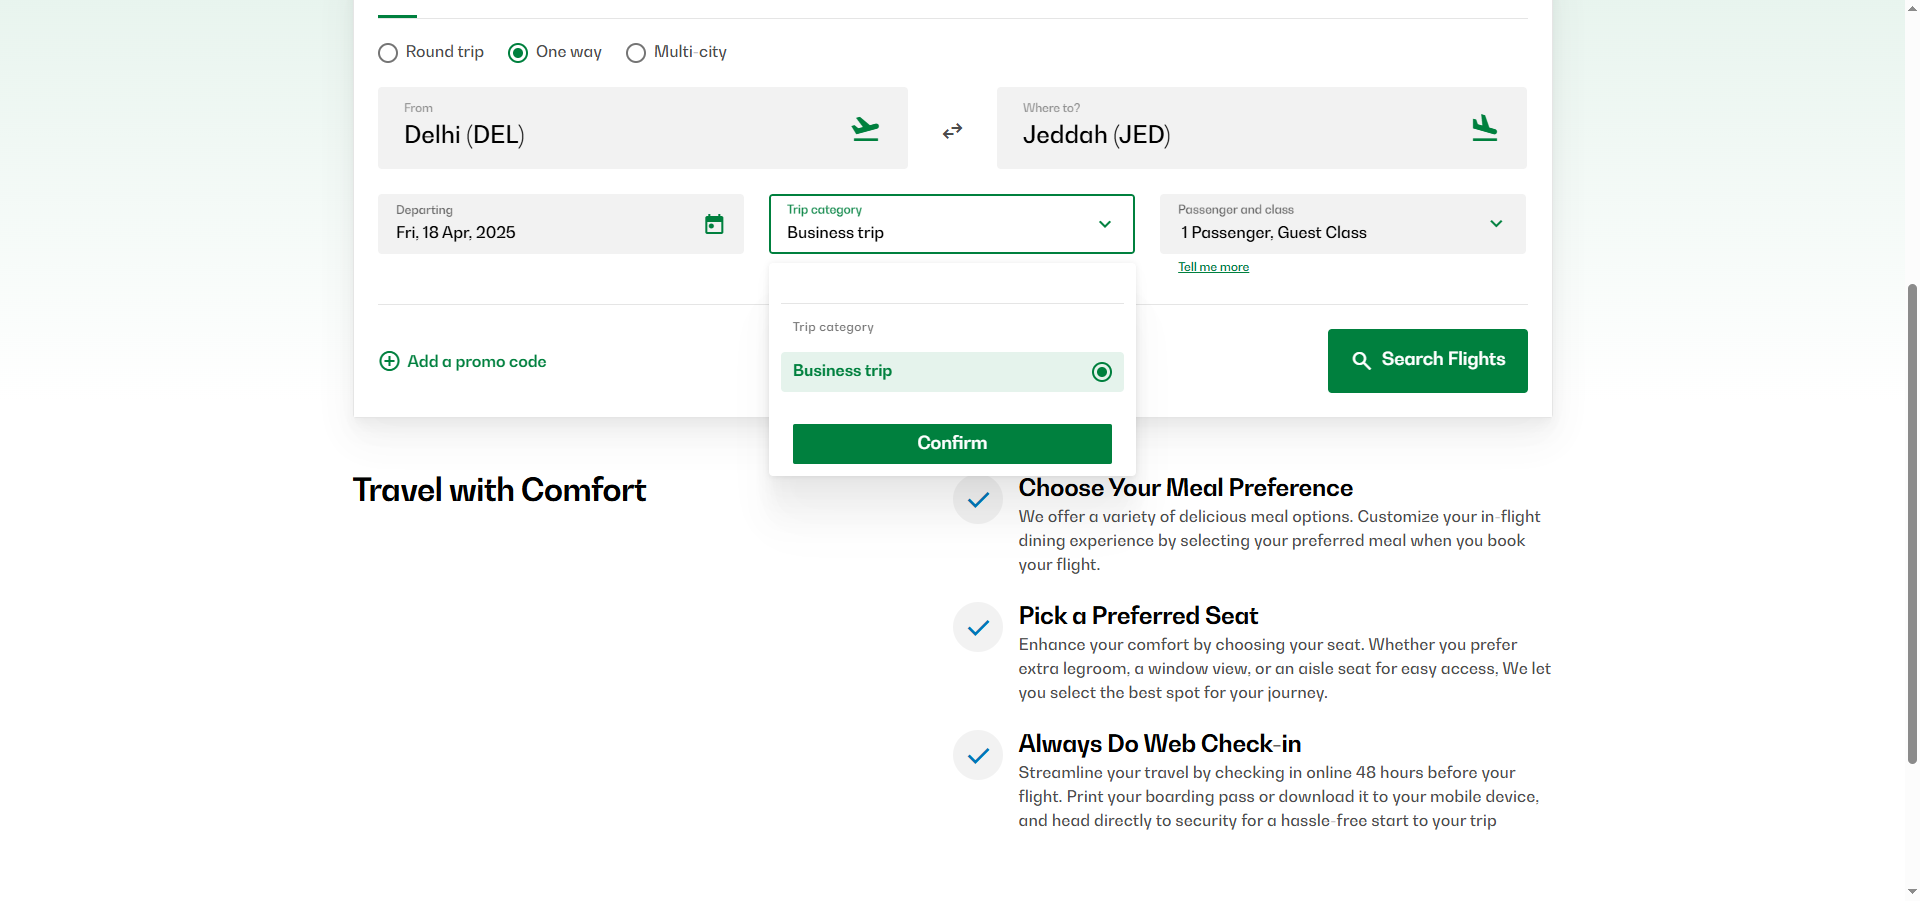 Round trip
One way
Multi-city
From
Delhi (DEL)
Where to?
Jeddah (JED)
Departing
Fri, 18 Apr, 2025
Trip category
Business trip
Passenger and class
1 Passenger, Guest Class
Tell me more
Trip category
Business trip
Confirm
Add a promo code
Search Flights
Travel with Comfort
Choose Your Meal Preference
We offer a variety of delicious meal options. Customize your in-flight
dining experience by selecting your preferred meal when you book
your flight.
Pick a Preferred Seat
Enhance your comfort by choosing your seat. Whether you prefer
extra legroom, a window view, or an aisle seat for easy access, We let
you select the best spot for your journey.
Always Do Web Check-in
Streamline your travel by checking in online 48 hours before your
flight. Print your boarding pass or download it to your mobile device,
and head directly to security for a hassle-free start to your trip